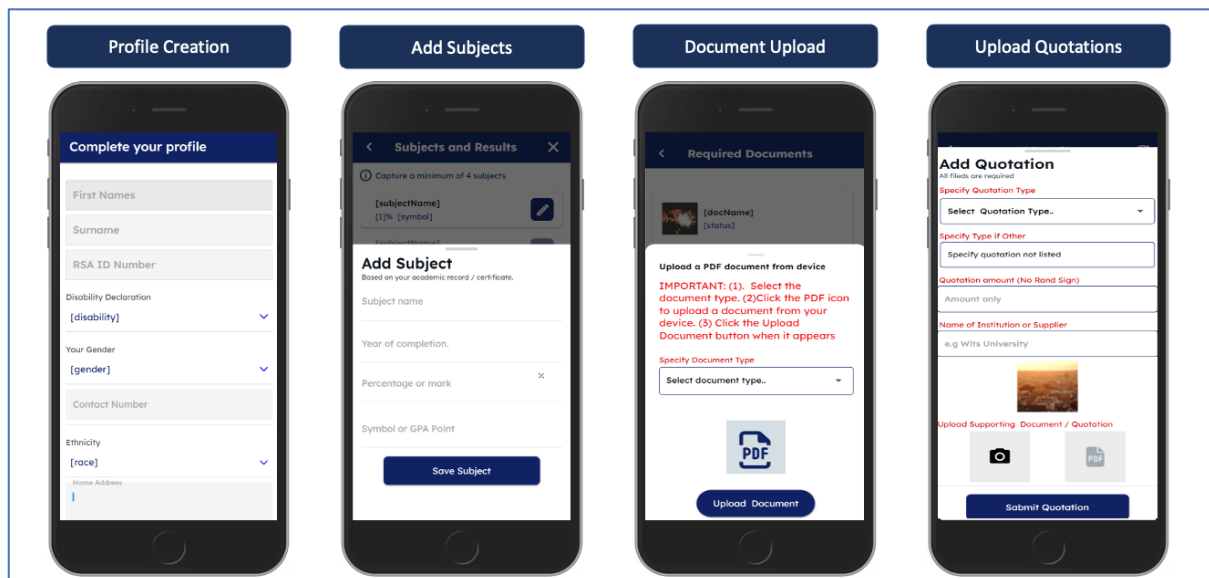 Profile Creation
Add Subjects
Document Upload
Upload Quotations
Complete your profile
First Names
Surname
RSA ID Number
Disability Declaration
[disability]
Your Gender
[gender]
Contact Number
Ethnicity
[race]
Home Address
Subjects and Results
Capture a minimum of 4 subjects
[subjectName]
[1]% [symbol]
[subjectName]
Add Subject
Based on your academic record / certificate.
Subject name
Year of completion.
Percentage or mark %
Symbol or GPA Point
Save Subject
Required Documents
[docName]
[status]
Upload a PDF document from device
IMPORTANT: (1). Select the
document type. (2)Click the PDF icon
to upload a document from your
device. (3) Click the Upload
Document button when it appears
Specify Document Type
Select document type..
PDF
Upload Document
Add Quotation
All fileds are required
Specify Quotation Type
Select Quotation Type..
Specify Type if Other
Specify quotation not listed
Quotation amount (No Rand Sign)
Amount only
Name of Institution or Supplier
e.g Wits University
Upload Supporting Document / Quotation
PDF
Sabmit Quotation